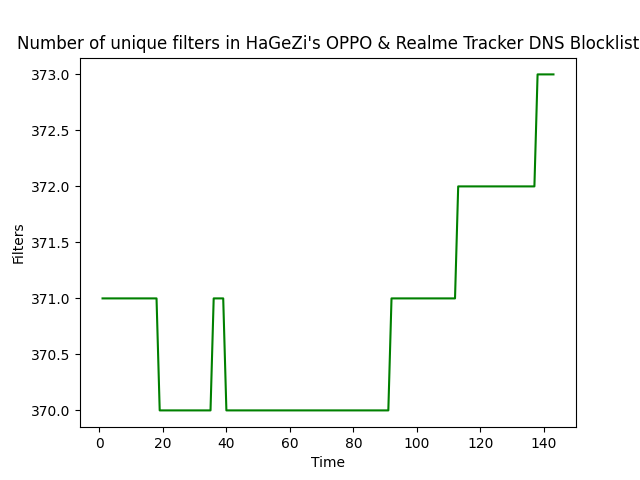 Number of unique filters in HaGeZi's OPPO & Realme Tracker DNS Blocklist
373.0
372.5
372.0
371.5
371.0
370.5
370.0
Filters
0 20 40 60 80 100 120 140
Time